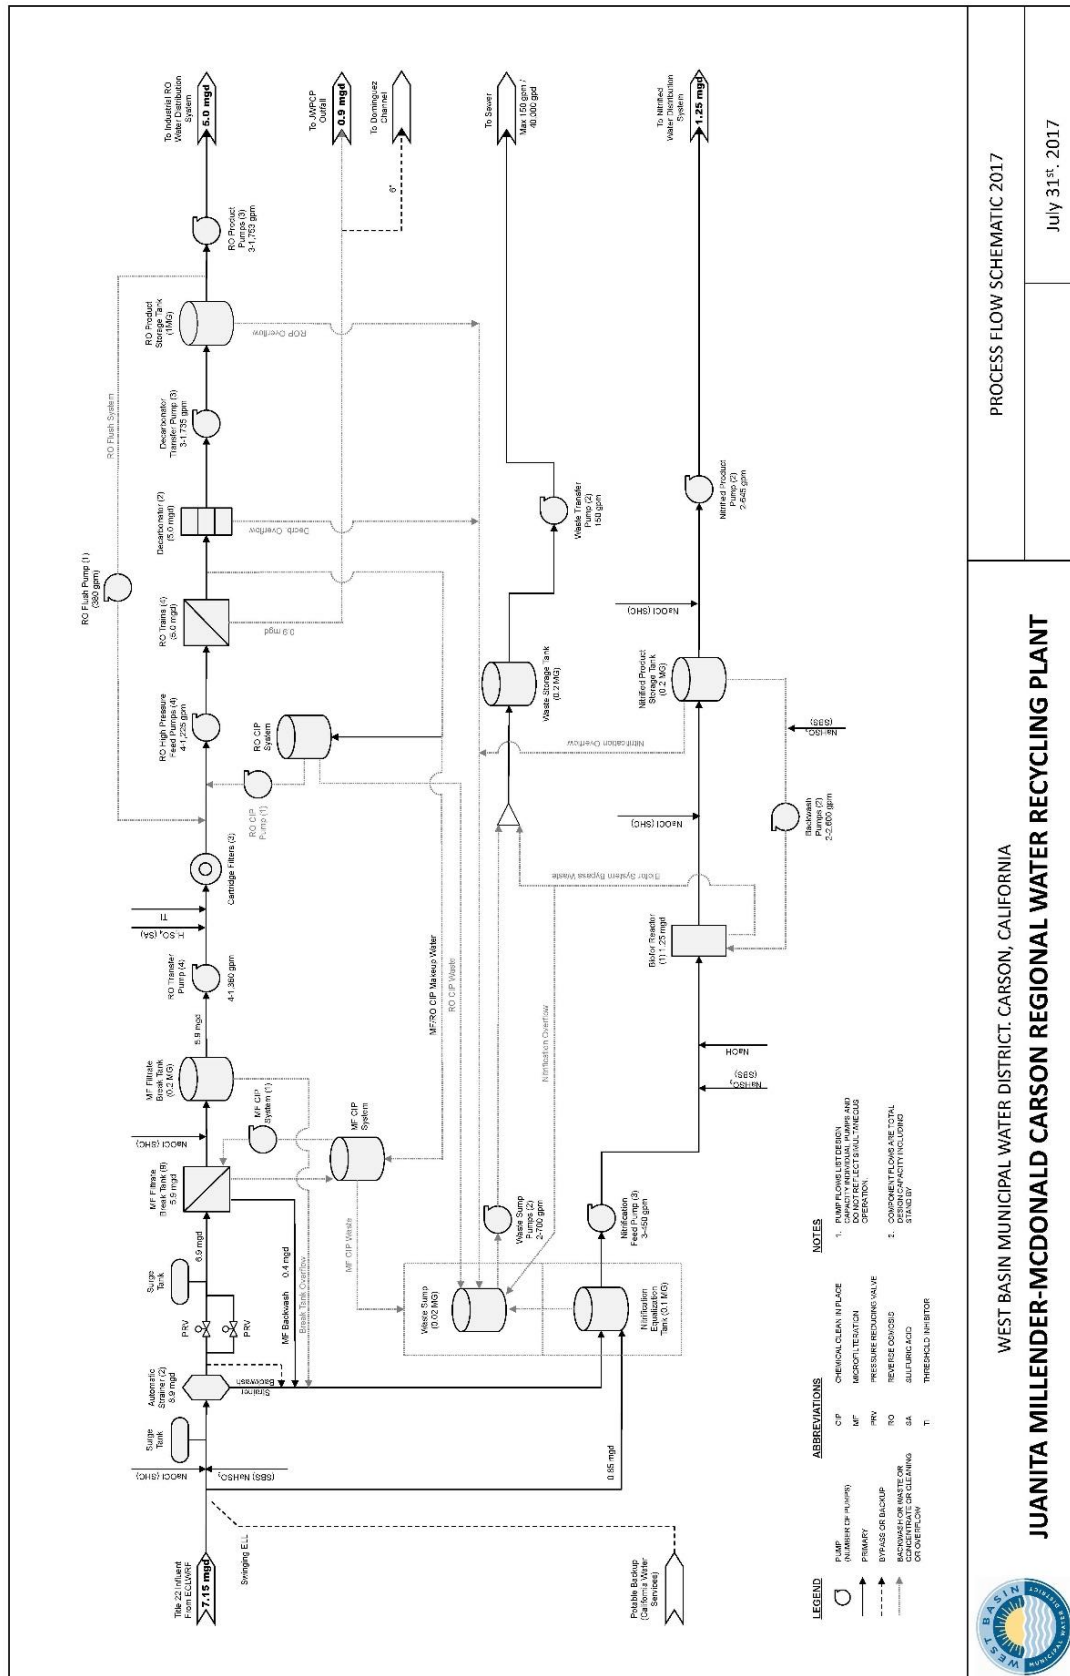 Title 22 Influent
From ECLWRF
7.15 mgd
Swinging ELL
Potable Backup
(California Water
Services)
NaOCl (SHC)
(SBS) NaHSO3
Surge
Tank
Automatic
Strainer (2)
Strainer
Backwash
PRV
PRV
Surge
Tank
6.9 mgd
MF Backwash 0.4 mgd
Break Tank Overflow
MF Filtrate
Break Tank (9)
5.9 mgd
NaOCl (SHC)
MF CIP
System (1)
MF CIP
System
MF CIP Waste
MF Filtrate
Break Tank
(0.2 MG)
RO Transfer
Pump (4)
4-1,360 gpm
H2SO4 (SA)
TI
Cartridge Filters (3)
RO CIP
Pump (1)
RO CIP
System
RO High Pressure
Feed Pumps (4)
4-1,225 gpm
RO Flush Pump (1)
(380 gpm)
RO Flush System
RO Trains (4)
(5.0 mgd)
0.9 mgd
Decarbonator (2)
(5.0 mgd)
Decarb. Overflow
Decarbonator
Transfer Pump (3)
3-1,735 gpm
RO Product
Storage Tank
(1MG)
ROP Overflow
RO Product
Pumps (3)
3-1,753 gpm
To Industrial RO
Water Distribution
System
5.0 mgd
To JWPCP
Outfall
0.9 mgd
To Dominguez
Channel
6"
MF/RO CIP Makeup Water
RO CIP Waste
Nitrification Overflow
Waste Sump
(0.02 MG)
Waste Sump
Pumps (2)
2-700 gpm
Waste Storage Tank
(0.2 MG)
Waste Transfer
Pump (2)
150 gpm
To Sewer
Max 150 gpm /
40,000 gpd
0.85 mgd
Nitrification
Equalization
Tank (0.1 MG)
Nitrification
Feed Pump (3)
3-450 gpm
NaHSO3
(SBS)
NaOH
Biofor Reactor
(1) 1.25 mgd
Biofor System Bypass Waste
NaOCl (SHC)
Nitrification Overflow
Nitrified Product
Storage Tank
(0.2 MG)
NaOCl (SHC)
NaHSO3
(SBS)
Backwash
Pumps (2)
2-2,600 gpm
Nitrified Product
Pump (2)
2-545 gpm
To Nitrified
Water Distribution
System
1.25 mgd
LEGEND
PUMP
(NUMBER OF PUMPS)
PRIMARY
BYPASS OR BACKUP
BACKWASH OR WASTE OR
CONCENTRATE OR CLEANING
OR OVERFLOW
ABBREVIATIONS
CIP CHEMICAL CLEAN IN PLACE
MF MICROFILTERATION
PRV PRESSURE REDUCING VALVE
RO REVERSE OSMOSIS
SA SULFURIC ACID
TI THRESHOLD INHIBITOR
NOTES
1. PUMP FLOWS LIST DESIGN
CAPACITY INDIVIDUAL PUMPS AND
DO NOT REFLECT SIMULTANEOUS
OPERATION.
2. COMPONENT FLOWS ARE TOTAL
DESIGN CAPACITY INCLUDING
STAND BY
WEST BASIN
MUNICIPAL WATER DISTRICT
WEST BASIN MUNICIPAL WATER DISTRICT. CARSON, CALIFORNIA
JUANITA MILLENDER-MCDONALD CARSON REGIONAL WATER RECYCLING PLANT
PROCESS FLOW SCHEMATIC 2017
July 31st. 2017